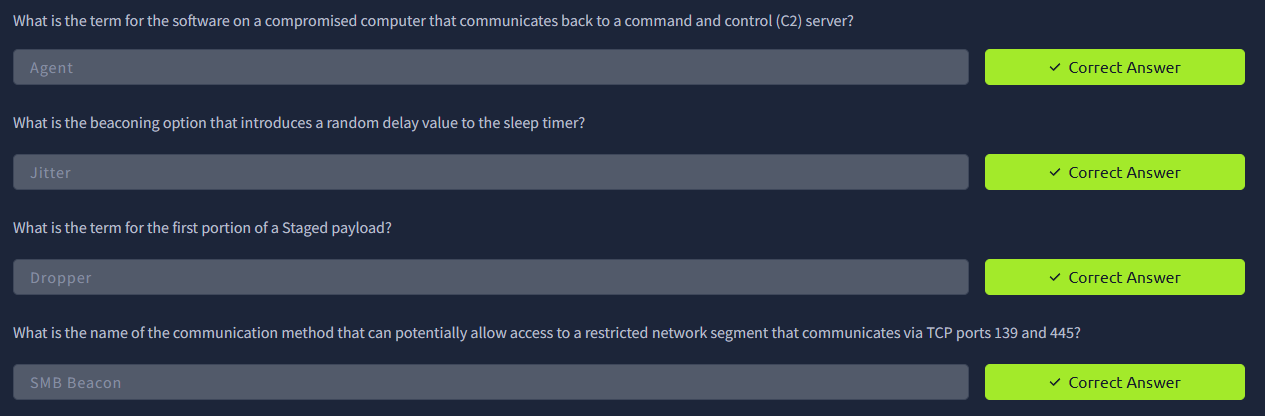 What is the term for the software on a compromised computer that communicates back to a command and control (C2) server?
Agent
✓ Correct Answer
What is the beaconing option that introduces a random delay value to the sleep timer?
Jitter
✓ Correct Answer
What is the term for the first portion of a Staged payload?
Dropper
✓ Correct Answer
What is the name of the communication method that can potentially allow access to a restricted network segment that communicates via TCP ports 139 and 445?
SMB Beacon
✓ Correct Answer